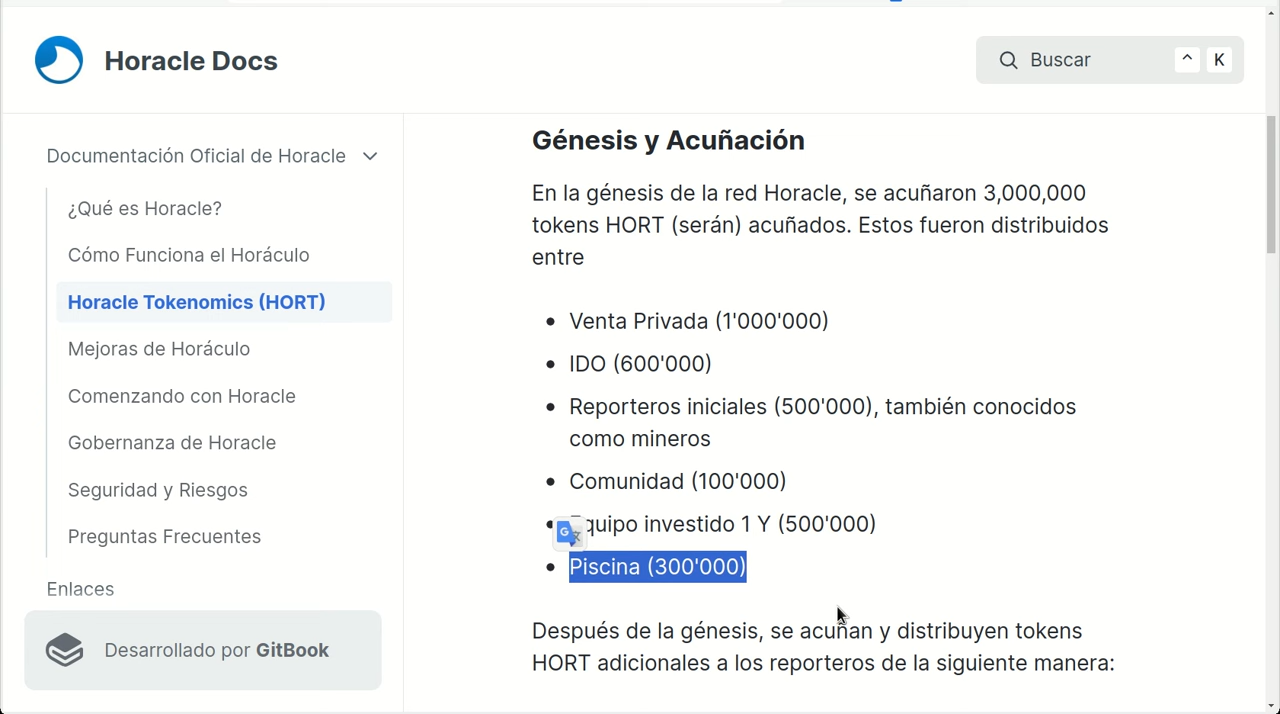 Horacle Docs
Buscar
^ K
Documentación Oficial de Horacle
¿Qué es Horacle?
Cómo Funciona el Horáculo
Horacle Tokenomics (HORT)
Mejoras de Horáculo
Comenzando con Horacle
Gobernanza de Horacle
Seguridad y Riesgos
Preguntas Frecuentes
Enlaces
Desarrollado por GitBook
Génesis y Acuñación
En la génesis de la red Horacle, se acuñaron 3,000,000
tokens HORT (serán) acuñados. Estos fueron distribuidos
entre
• Venta Privada (1'000'000)
• IDO (600'000)
• Reporteros iniciales (500'000), también conocidos
como mineros
• Comunidad (100'000)
• Equipo investido 1 Y (500'000)
• Piscina (300'000)
Después de la génesis, se acuñan y distribuyen tokens
HORT adicionales a los reporteros de la siguiente manera: